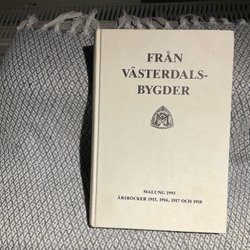 FRÅN
VÄSTERDALS-
BYGDER
MALUNG 1993
ÅRSBÖCKER 1915, 1916, 1917 OCH 1918